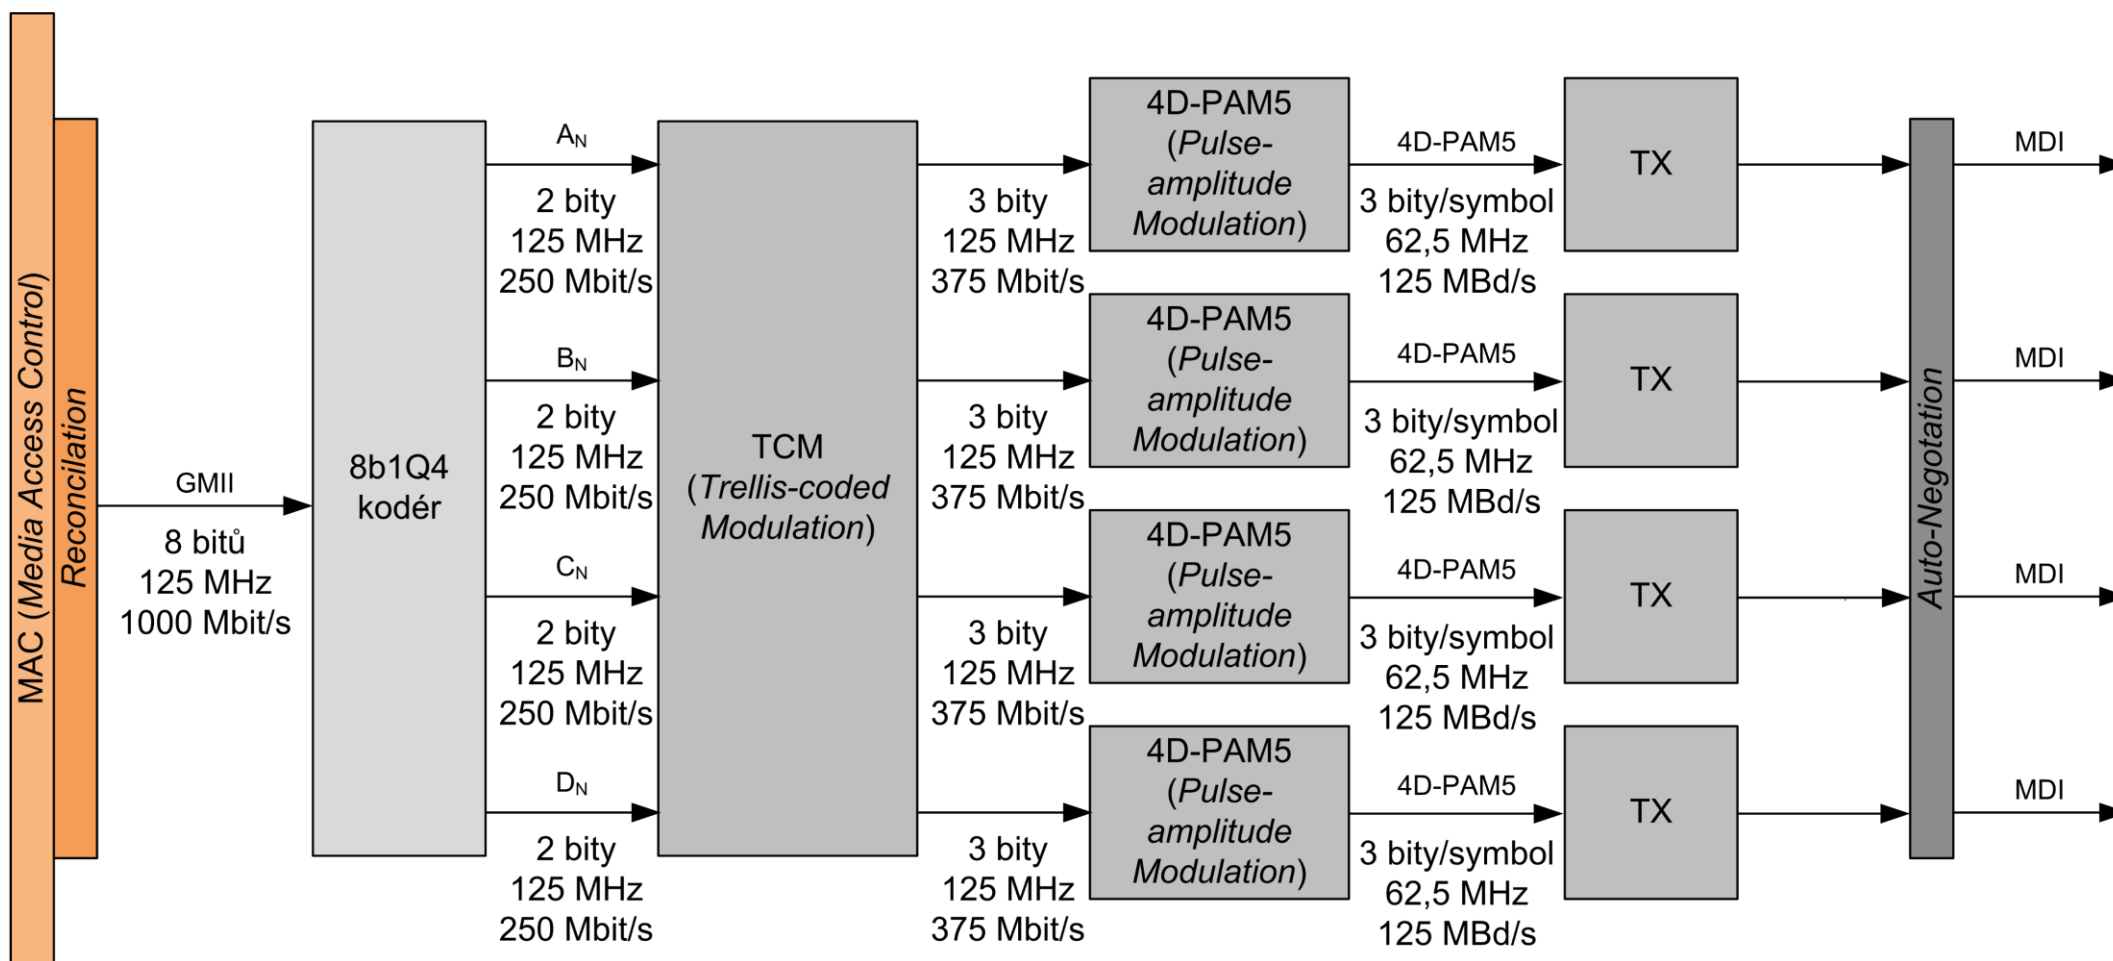 MAC (Media Access Control)
Reconcilation
GMII
8 bitů
125 MHz
1000 Mbit/s
8b1Q4
kodér
A_N
2 bity
125 MHz
250 Mbit/s
B_N
2 bity
125 MHz
250 Mbit/s
C_N
2 bity
125 MHz
250 Mbit/s
D_N
2 bity
125 MHz
250 Mbit/s
TCM
(Trellis-coded
Modulation)
3 bity
125 MHz
375 Mbit/s
3 bity
125 MHz
375 Mbit/s
3 bity
125 MHz
375 Mbit/s
3 bity
125 MHz
375 Mbit/s
4D-PAM5
(Pulse-
amplitude
Modulation)
4D-PAM5
(Pulse-
amplitude
Modulation)
4D-PAM5
(Pulse-
amplitude
Modulation)
4D-PAM5
(Pulse-
amplitude
Modulation)
4D-PAM5
3 bity/symbol
62,5 MHz
125 MBd/s
4D-PAM5
3 bity/symbol
62,5 MHz
125 MBd/s
4D-PAM5
3 bity/symbol
62,5 MHz
125 MBd/s
4D-PAM5
3 bity/symbol
62,5 MHz
125 MBd/s
TX
TX
TX
TX
Auto-Negotation
MDI
MDI
MDI
MDI